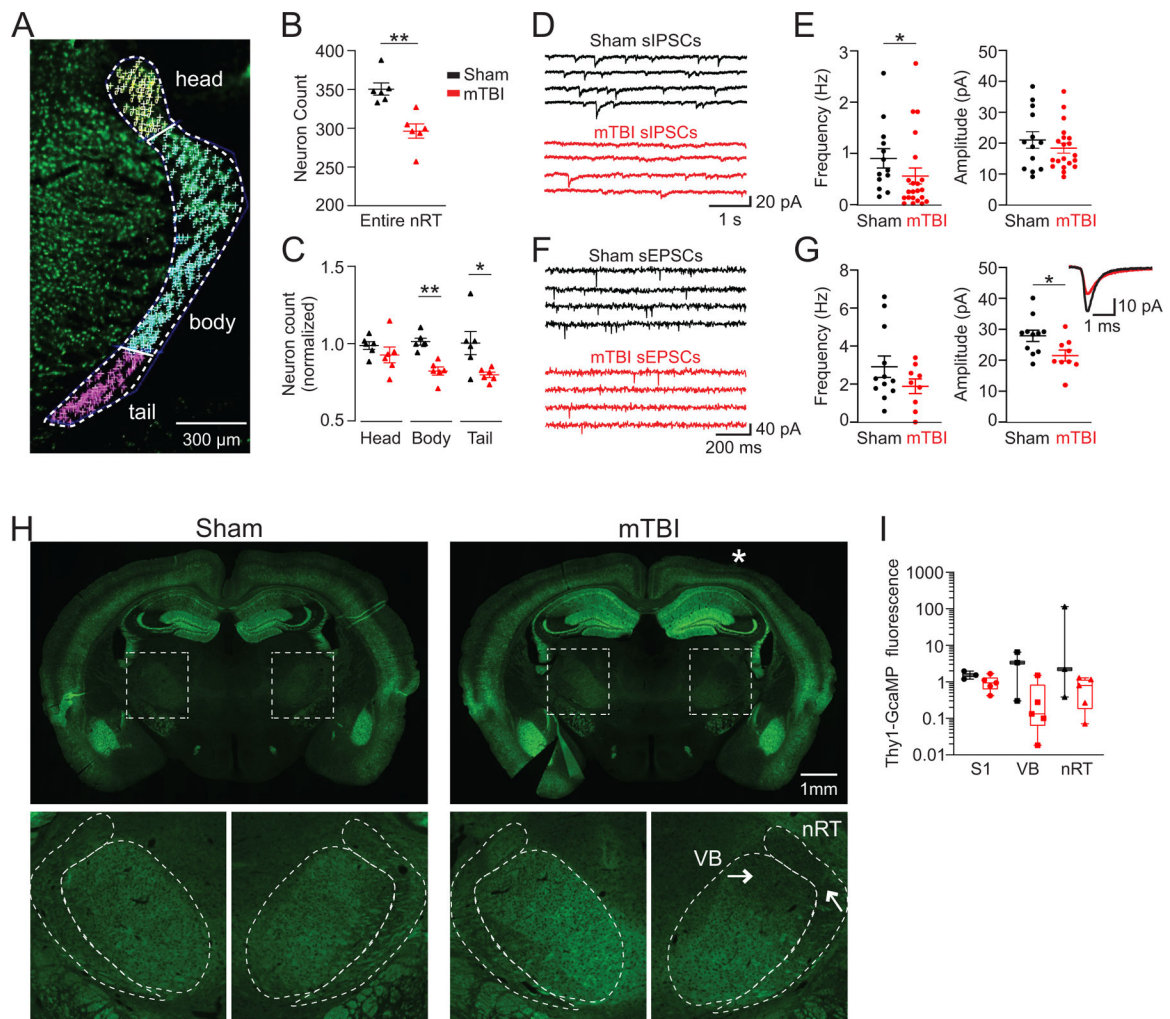 A
head
body
tail
300 µm
B
**
Neuron Count
400
350
300
250
200
Entire nRT
Sham
mTBI
C
Neuron count
(normalized)
1.5
1.0
0.5
**
*
Head Body Tail
D
Sham sIPSCs
mTBI sIPSCs
20 pA
1 s
E
*
Frequency (Hz)
3
2
1
0
Sham mTBI
Amplitude (pA)
50
40
30
20
10
0
Sham mTBI
F
Sham sEPSCs
mTBI sEPSCs
40 pA
200 ms
G
Frequency (Hz)
8
6
4
2
0
Sham mTBI
Amplitude (pA)
50
40
30
20
10
0
*
10 pA
1 ms
Sham mTBI
H
Sham
mTBI
*
1mm
VB
nRT
I
Thy1-GcaMP fluorescence
1000
100
10
1
0.1
0.01
S1 VB nRT